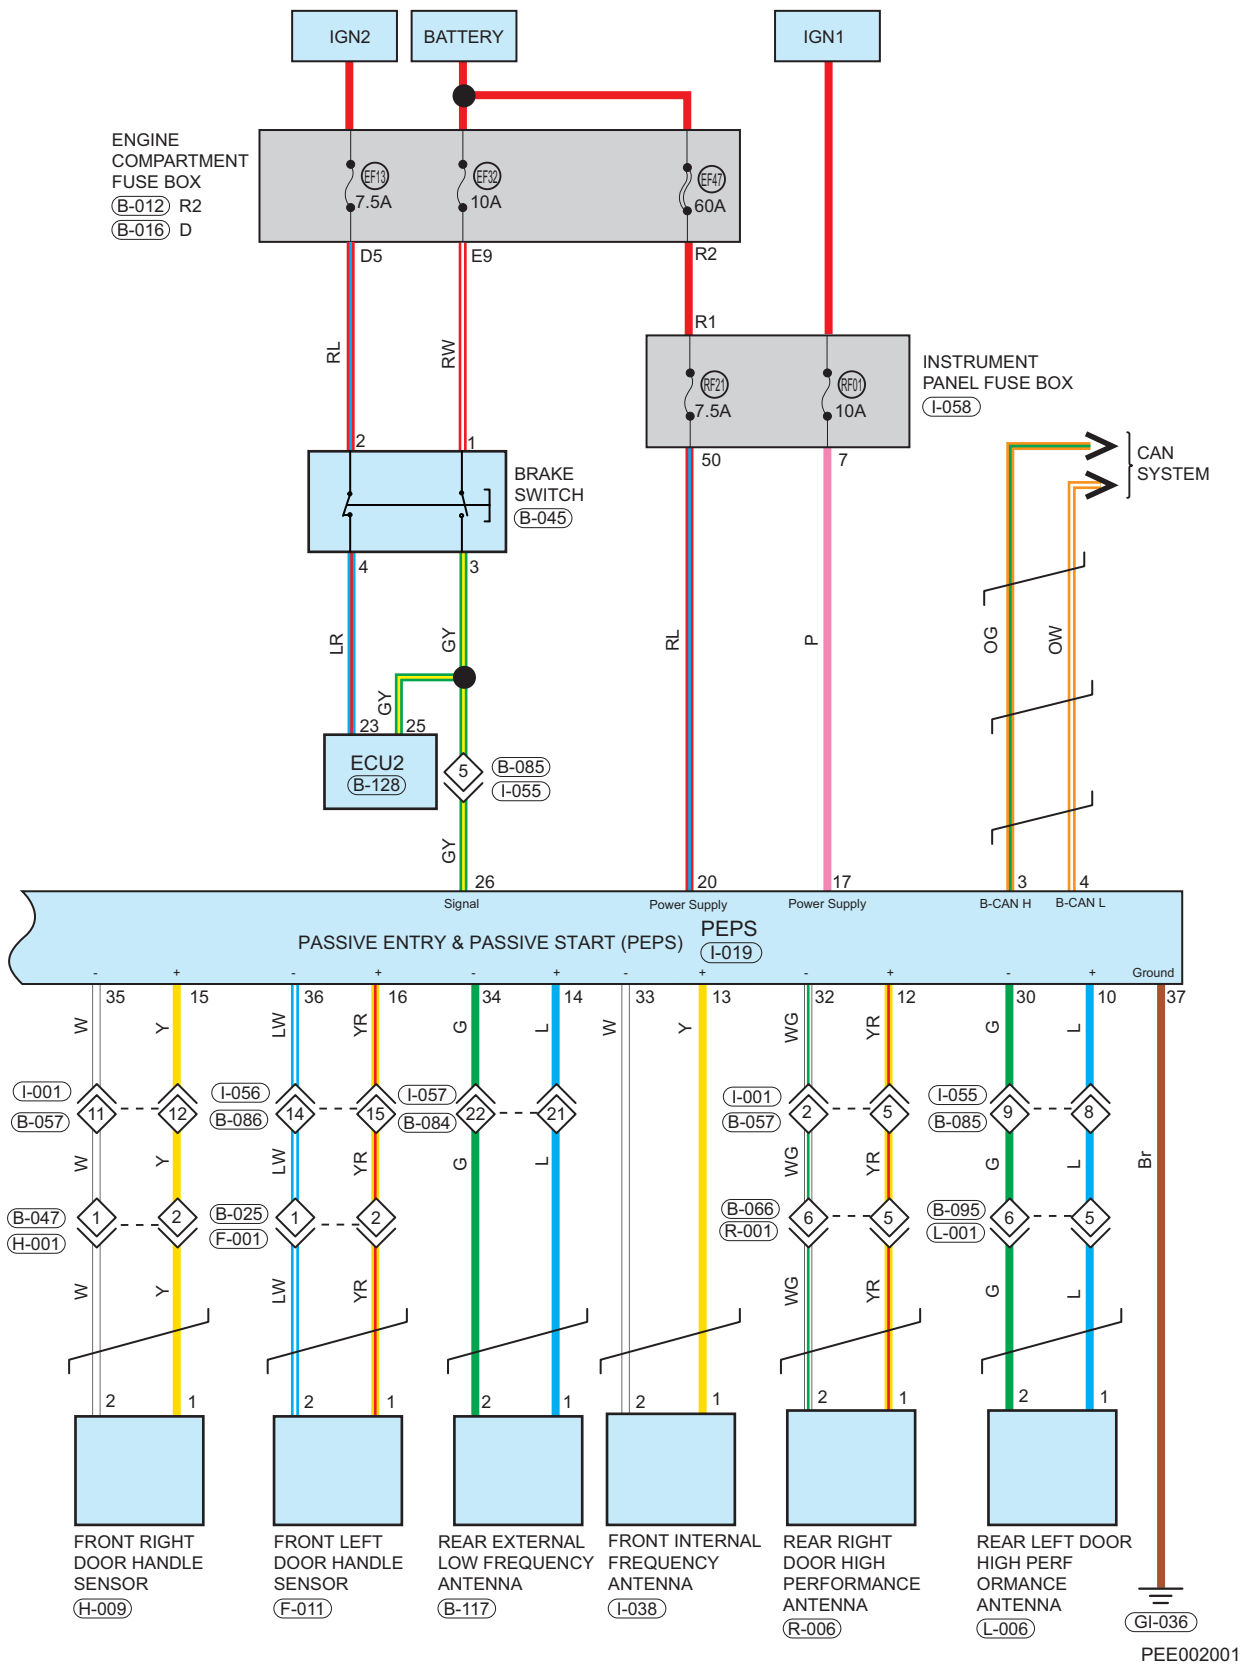 IGN2
BATTERY
IGN1
ENGINE
COMPARTMENT
FUSE BOX
B-012 R2
B-016 D
EF13
7.5A
EF32
10A
EF47
60A
D5
E9
R2
R1
RL
RW
RF21
7.5A
RF01
10A
INSTRUMENT
PANEL FUSE BOX
I-058
2
1
50
7
CAN
SYSTEM
BRAKE
SWITCH
B-045
4
3
LR
GY
RL
P
OG
OW
GY
23
25
ECU2
B-128
5
B-085
I-055
GY
26
20
17
3
4
Signal
Power Supply
Power Supply
B-CAN H
B-CAN L
PASSIVE ENTRY & PASSIVE START (PEPS)
PEPS
I-019
- + - + - + - + - + - + Ground
35 15 36 16 34 14 33 13 32 12 30 10 37
W Y LW YR G L W Y WG YR G L
I-001
B-057
11 12
I-056
B-086
14 15
I-057
B-084
22 21
I-001
B-057
2 5
I-055
B-085
9 8
W Y LW YR G L WG YR G L Br
B-047
H-001
1 2
B-025
F-001
1 2
B-066
R-001
6 5
B-095
L-001
6 5
W Y LW YR WG YR G L
2 1 2 1 2 1 2 1 2 1 2 1
FRONT RIGHT
DOOR HANDLE
SENSOR
H-009
FRONT LEFT
DOOR HANDLE
SENSOR
F-011
REAR EXTERNAL
LOW FREQUENCY
ANTENNA
B-117
FRONT INTERNAL
FREQUENCY
ANTENNA
I-038
REAR RIGHT
DOOR HIGH
PERFORMANCE
ANTENNA
R-006
REAR LEFT DOOR
HIGH PERF
ORMANCE
ANTENNA
L-006
GI-036
PEE002001